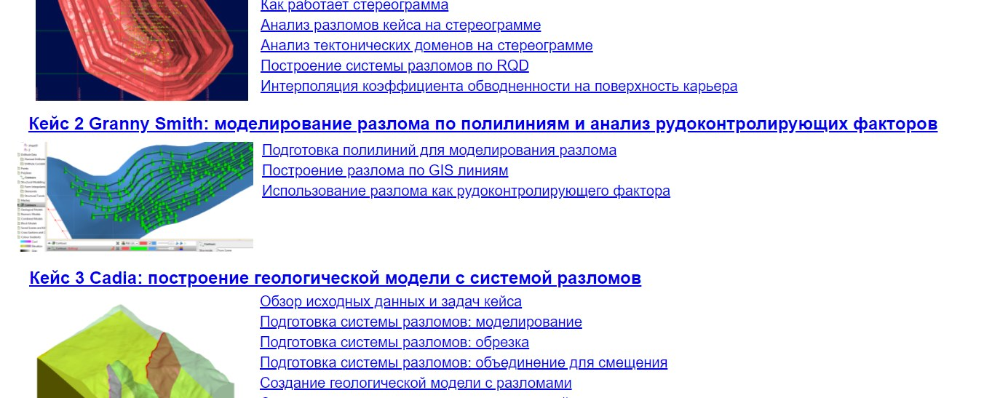 Как работает стереограмма
Анализ разломов кейса на стереограмме
Анализ тектонических доменов на стереограмме
Построение системы разломов по RQD
Интерполяция коэффициента обводненности на поверхность карьера
Кейс 2 Granny Smith: моделирование разлома по полилиниям и анализ рудоконтролирующих факторов
Подготовка полилиний для моделирования разлома
Построение разлома по GIS линиям
Использование разлома как рудоконтролирующего фактора
Кейс 3 Cadia: построение геологической модели с системой разломов
Обзор исходных данных и задач кейса
Подготовка системы разломов: моделирование
Подготовка системы разломов: обрезка
Подготовка системы разломов: объединение для смещения
Создание геологической модели с разломами